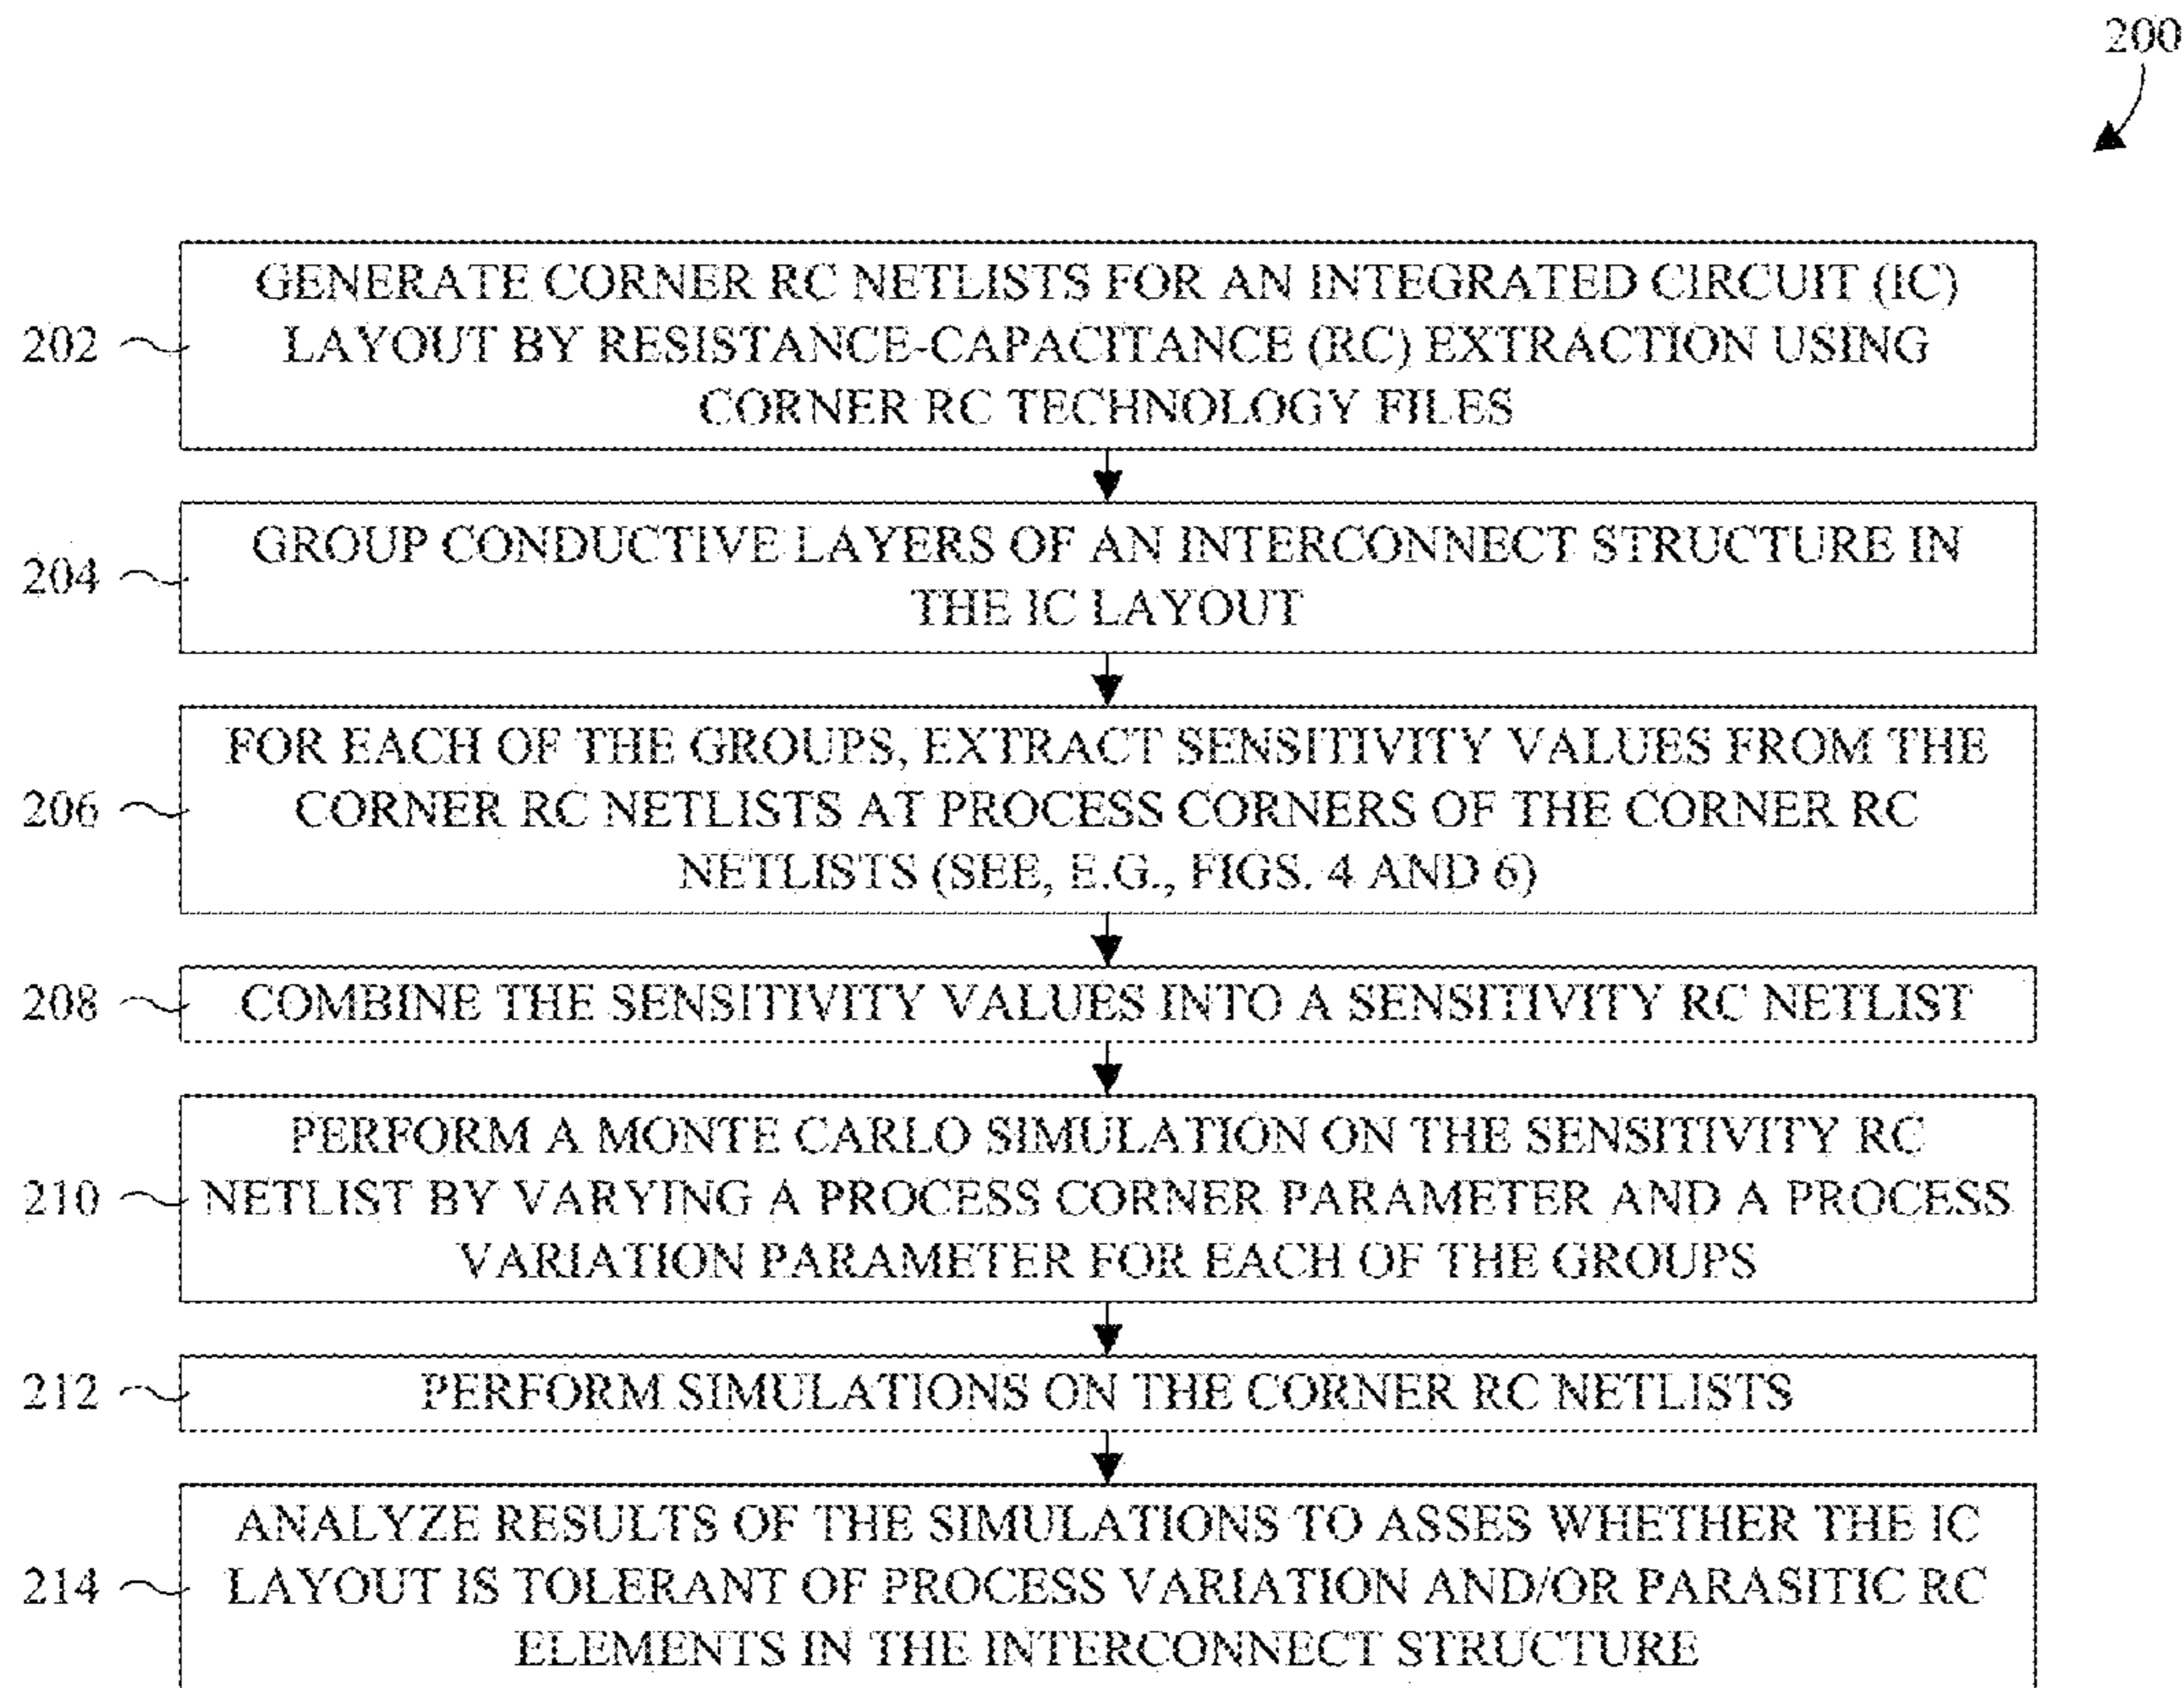 200
GENERATE CORNER RC NETLISTS FOR AN INTEGRATED CIRCUIT (IC)
202 LAYOUT BY RESISTANCE-CAPACITANCE (RC) EXTRACTION USING
CORNER RC TECHNOLOGY FILES
GROUP CONDUCTIVE LAYERS OF AN INTERCONNECT STRUCTURE IN
204
THE IC LAYOUT
FOR EACH OF THE GROUPS, EXTRACT SENSITIVITY VALUES FROM THE
206 CORNER RC NETLISTS AT PROCESS CORNERS OF THE CORNER RC
NETLISTS (SEE, E.G., FIGS. 4 AND 6)
208 COMBINE THE SENSITIVITY VALUES INTO A SENSITIVITY RC NETLIST
PERFORM A MONTE CARLO SIMULATION ON THE SENSITIVITY RC
210 NETLIST BY VARYING A PROCESS CORNER PARAMETER AND A PROCESS
VARIATION PARAMETER FOR EACH OF THE GROUPS
212 PERFORM SIMULATIONS ON THE CORNER RC NETLISTS
ANALYZE RESULTS OF THE SIMULATIONS TO ASSES WHETHER THE IC
214 LAYOUT IS TOLERANT OF PROCESS VARIATION AND/OR PARASITIC RC
ELEMENTS IN THE INTERCONNECT STRUCTURE